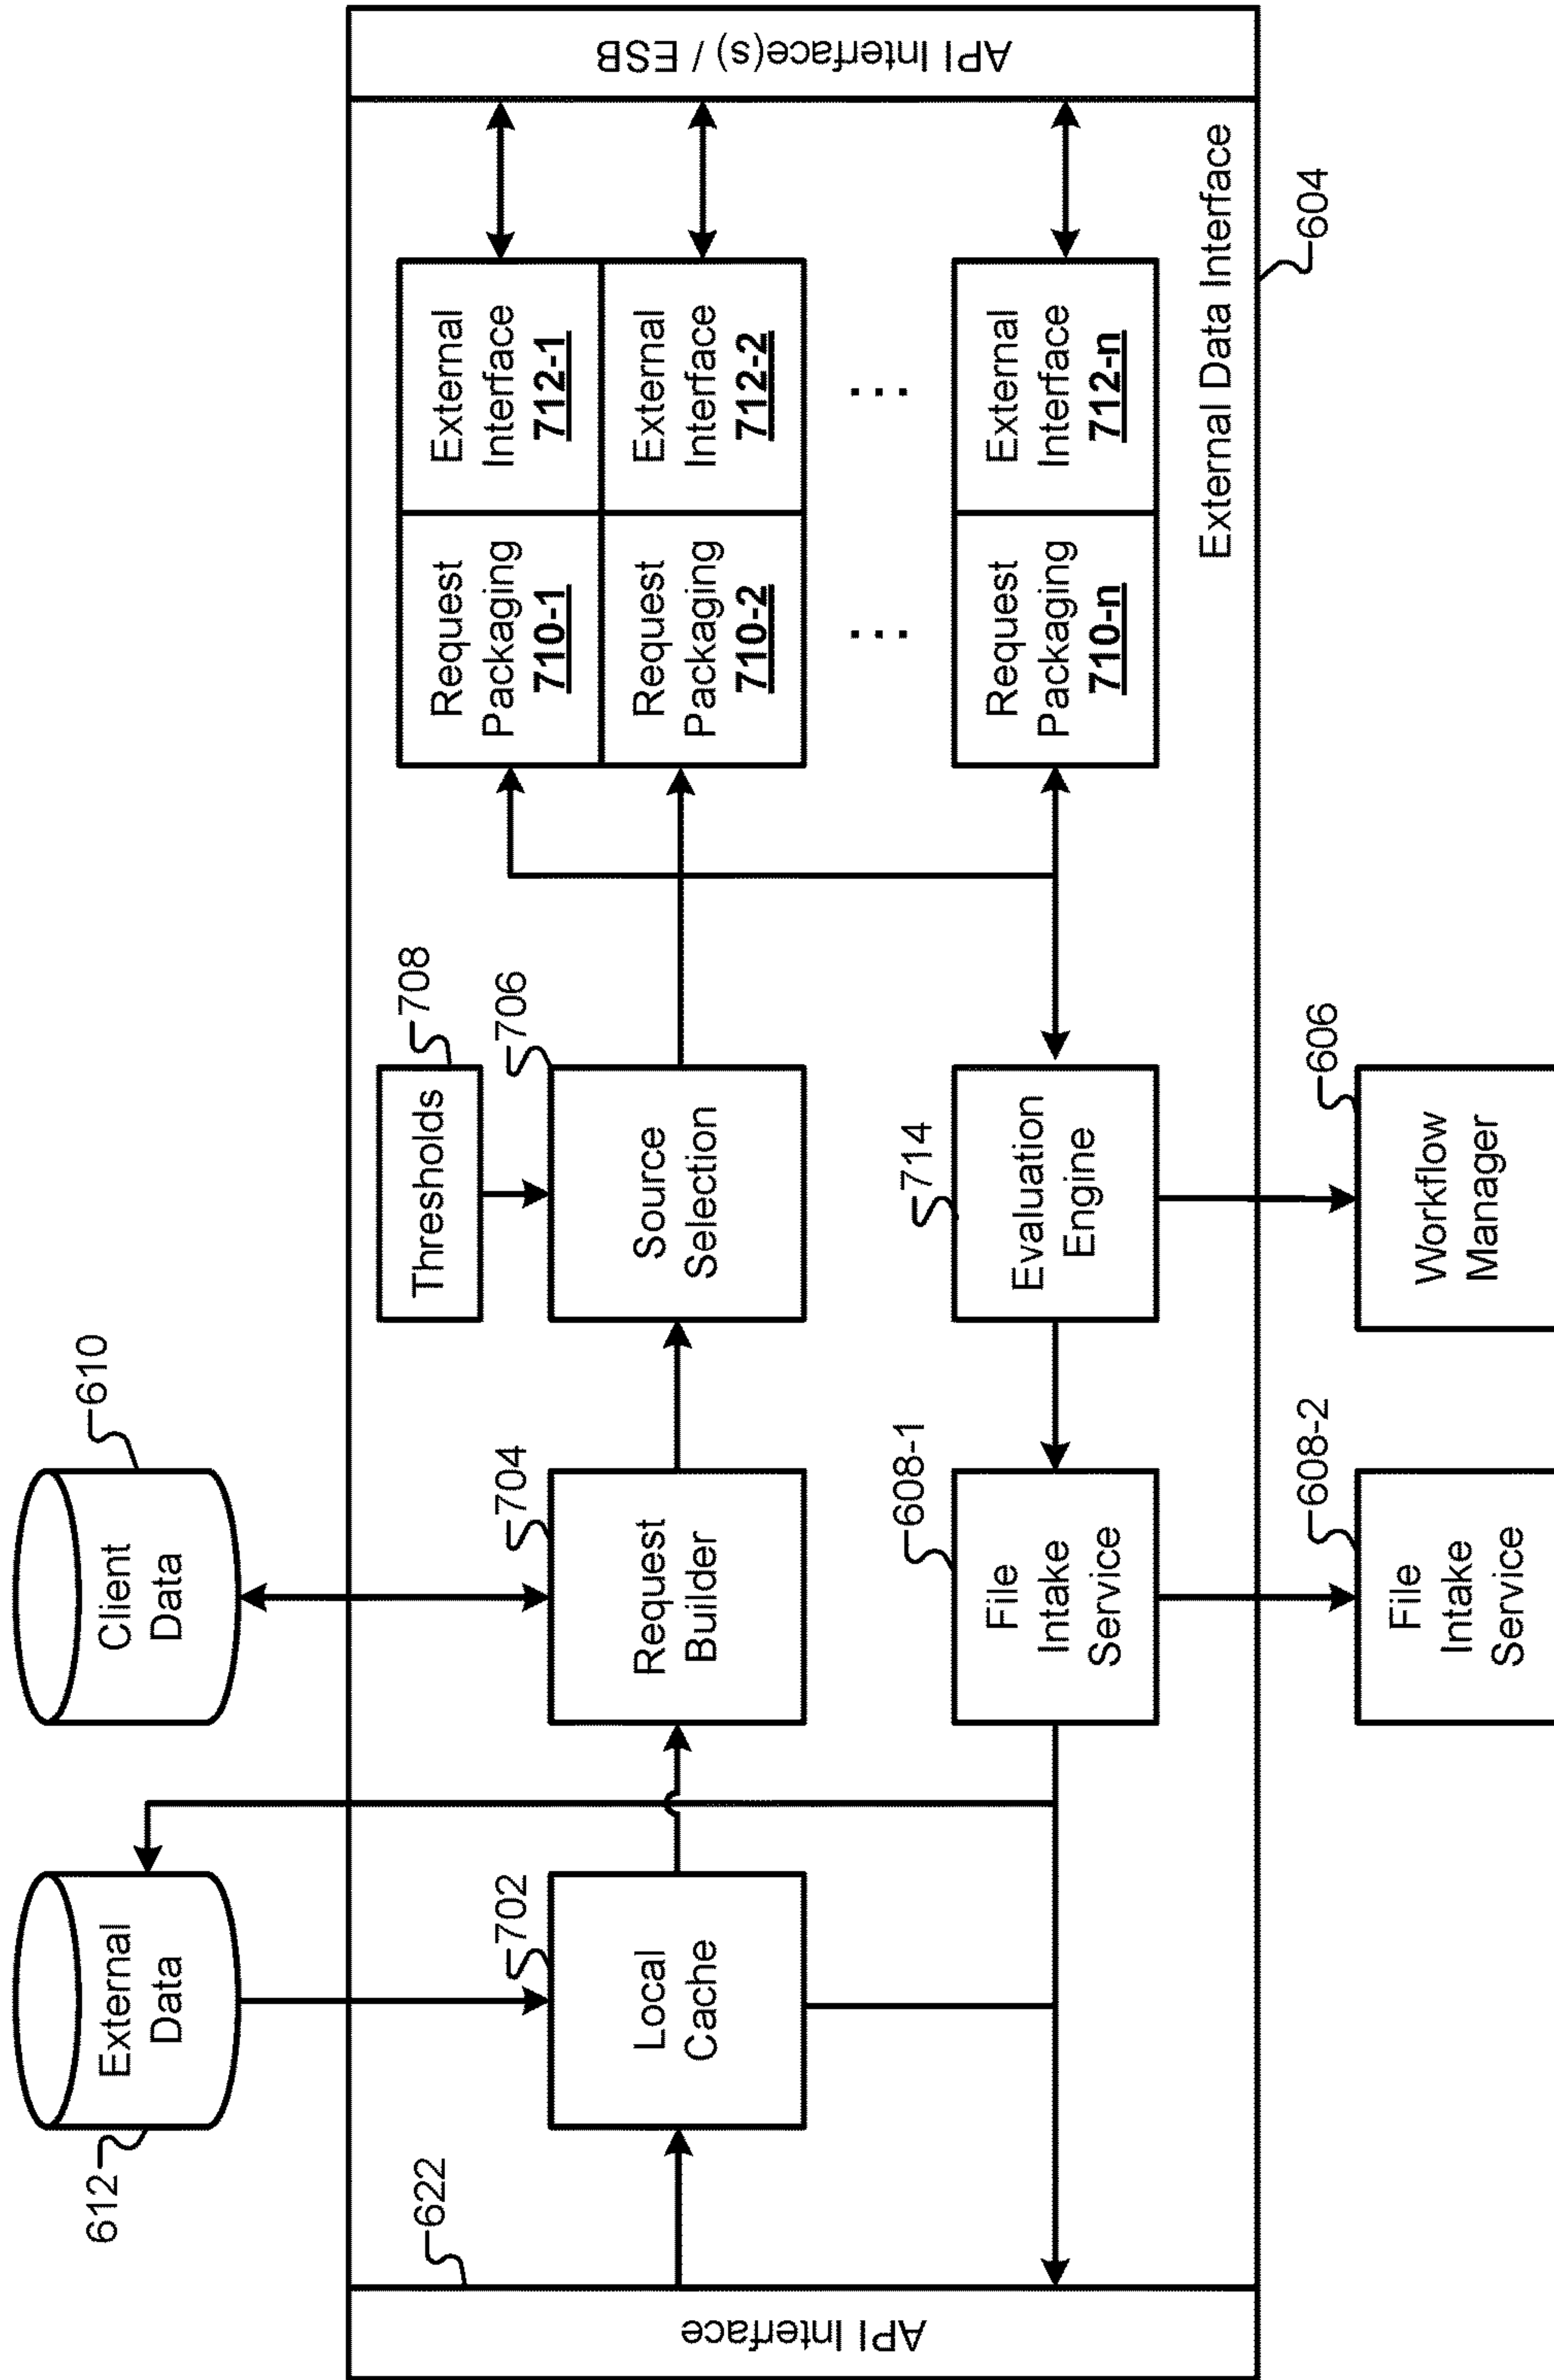 612
External
Data
Client
Data
610
622
702
704
706
708
Thresholds
API Interface
Local
Cache
Request
Builder
Source
Selection
Request
Packaging
710-1
External
Interface
712-1
Request
Packaging
710-2
External
Interface
712-2
...
...
608-1
714
File
Intake
Service
Evaluation
Engine
Request
Packaging
710-n
External
Interface
712-n
API Interface(s) / ESB
External Data Interface
604
608-2
606
File
Intake
Service
Workflow
Manager